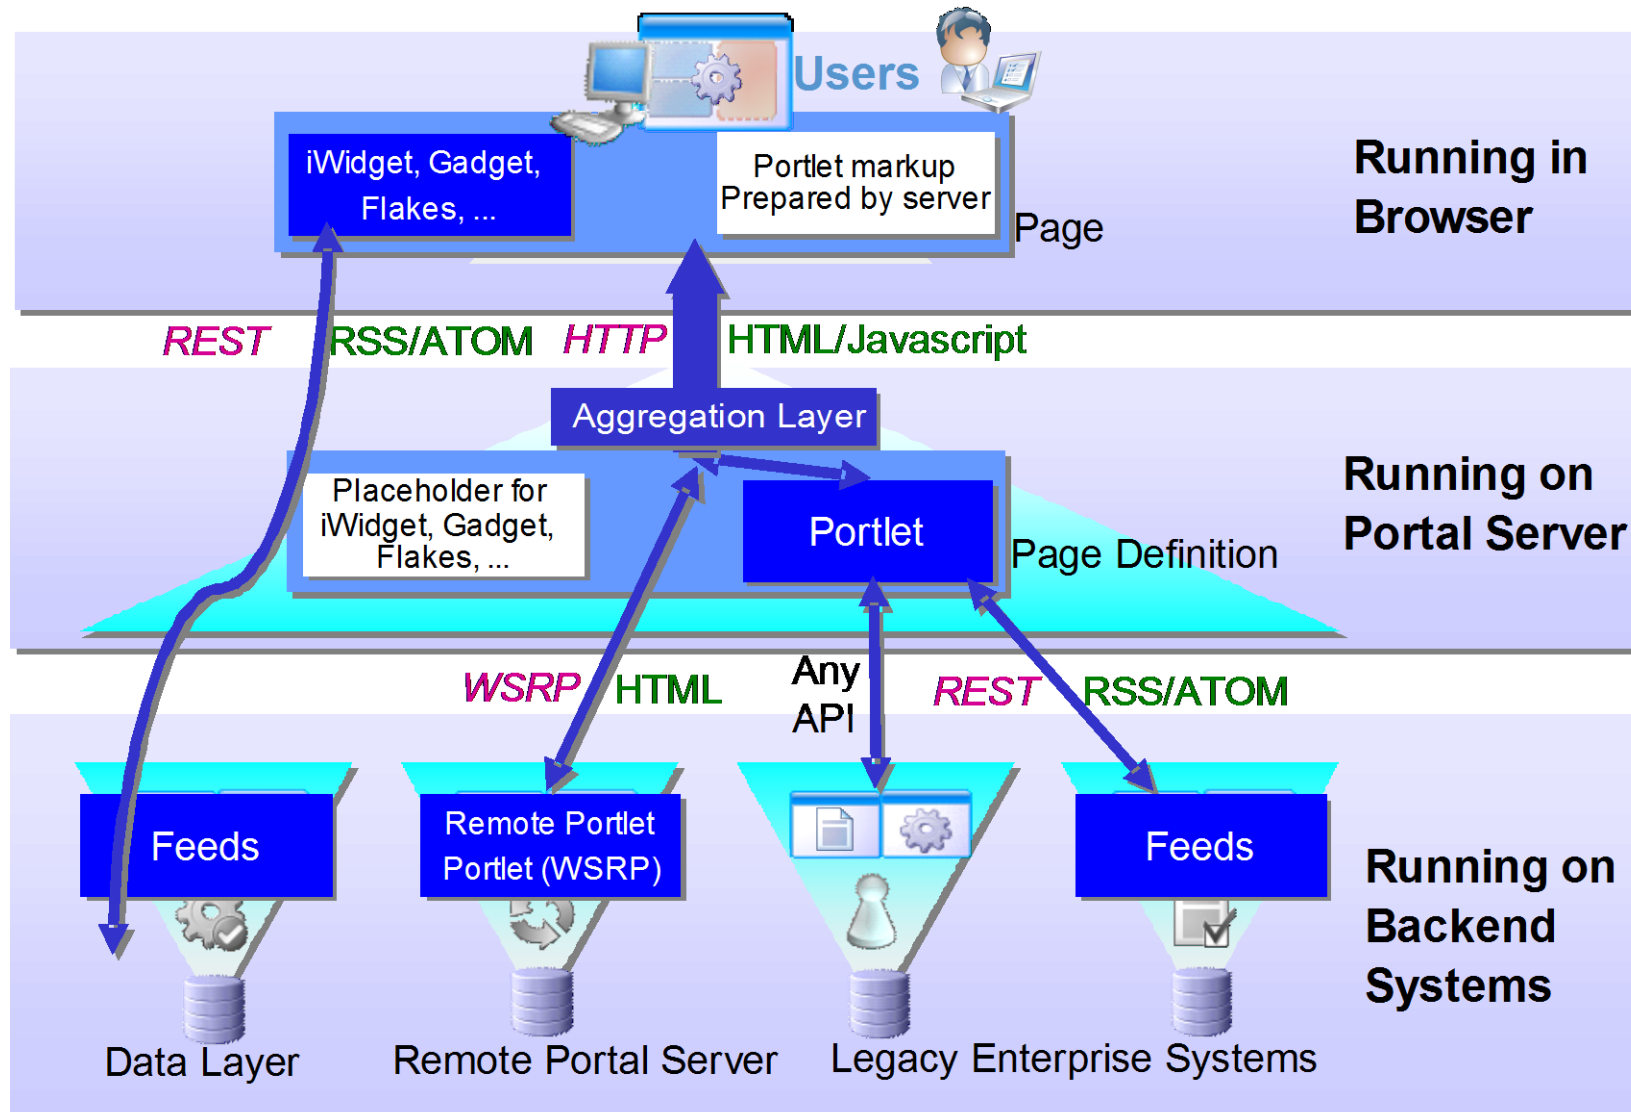 Users
iWidget, Gadget,
Flakes, ...
Portlet markup
Prepared by server
Page
Running in
Browser
REST RSS/ATOM HTTP HTML/Javascript
Aggregation Layer
Placeholder for
iWidget, Gadget,
Flakes, ...
Portlet
Page Definition
Running on
Portal Server
WSRP HTML
Any
API
REST RSS/ATOM
Feeds
Remote Portlet
Portlet (WSRP)
Feeds
Running on
Backend
Systems
Data Layer
Remote Portal Server
Legacy Enterprise Systems